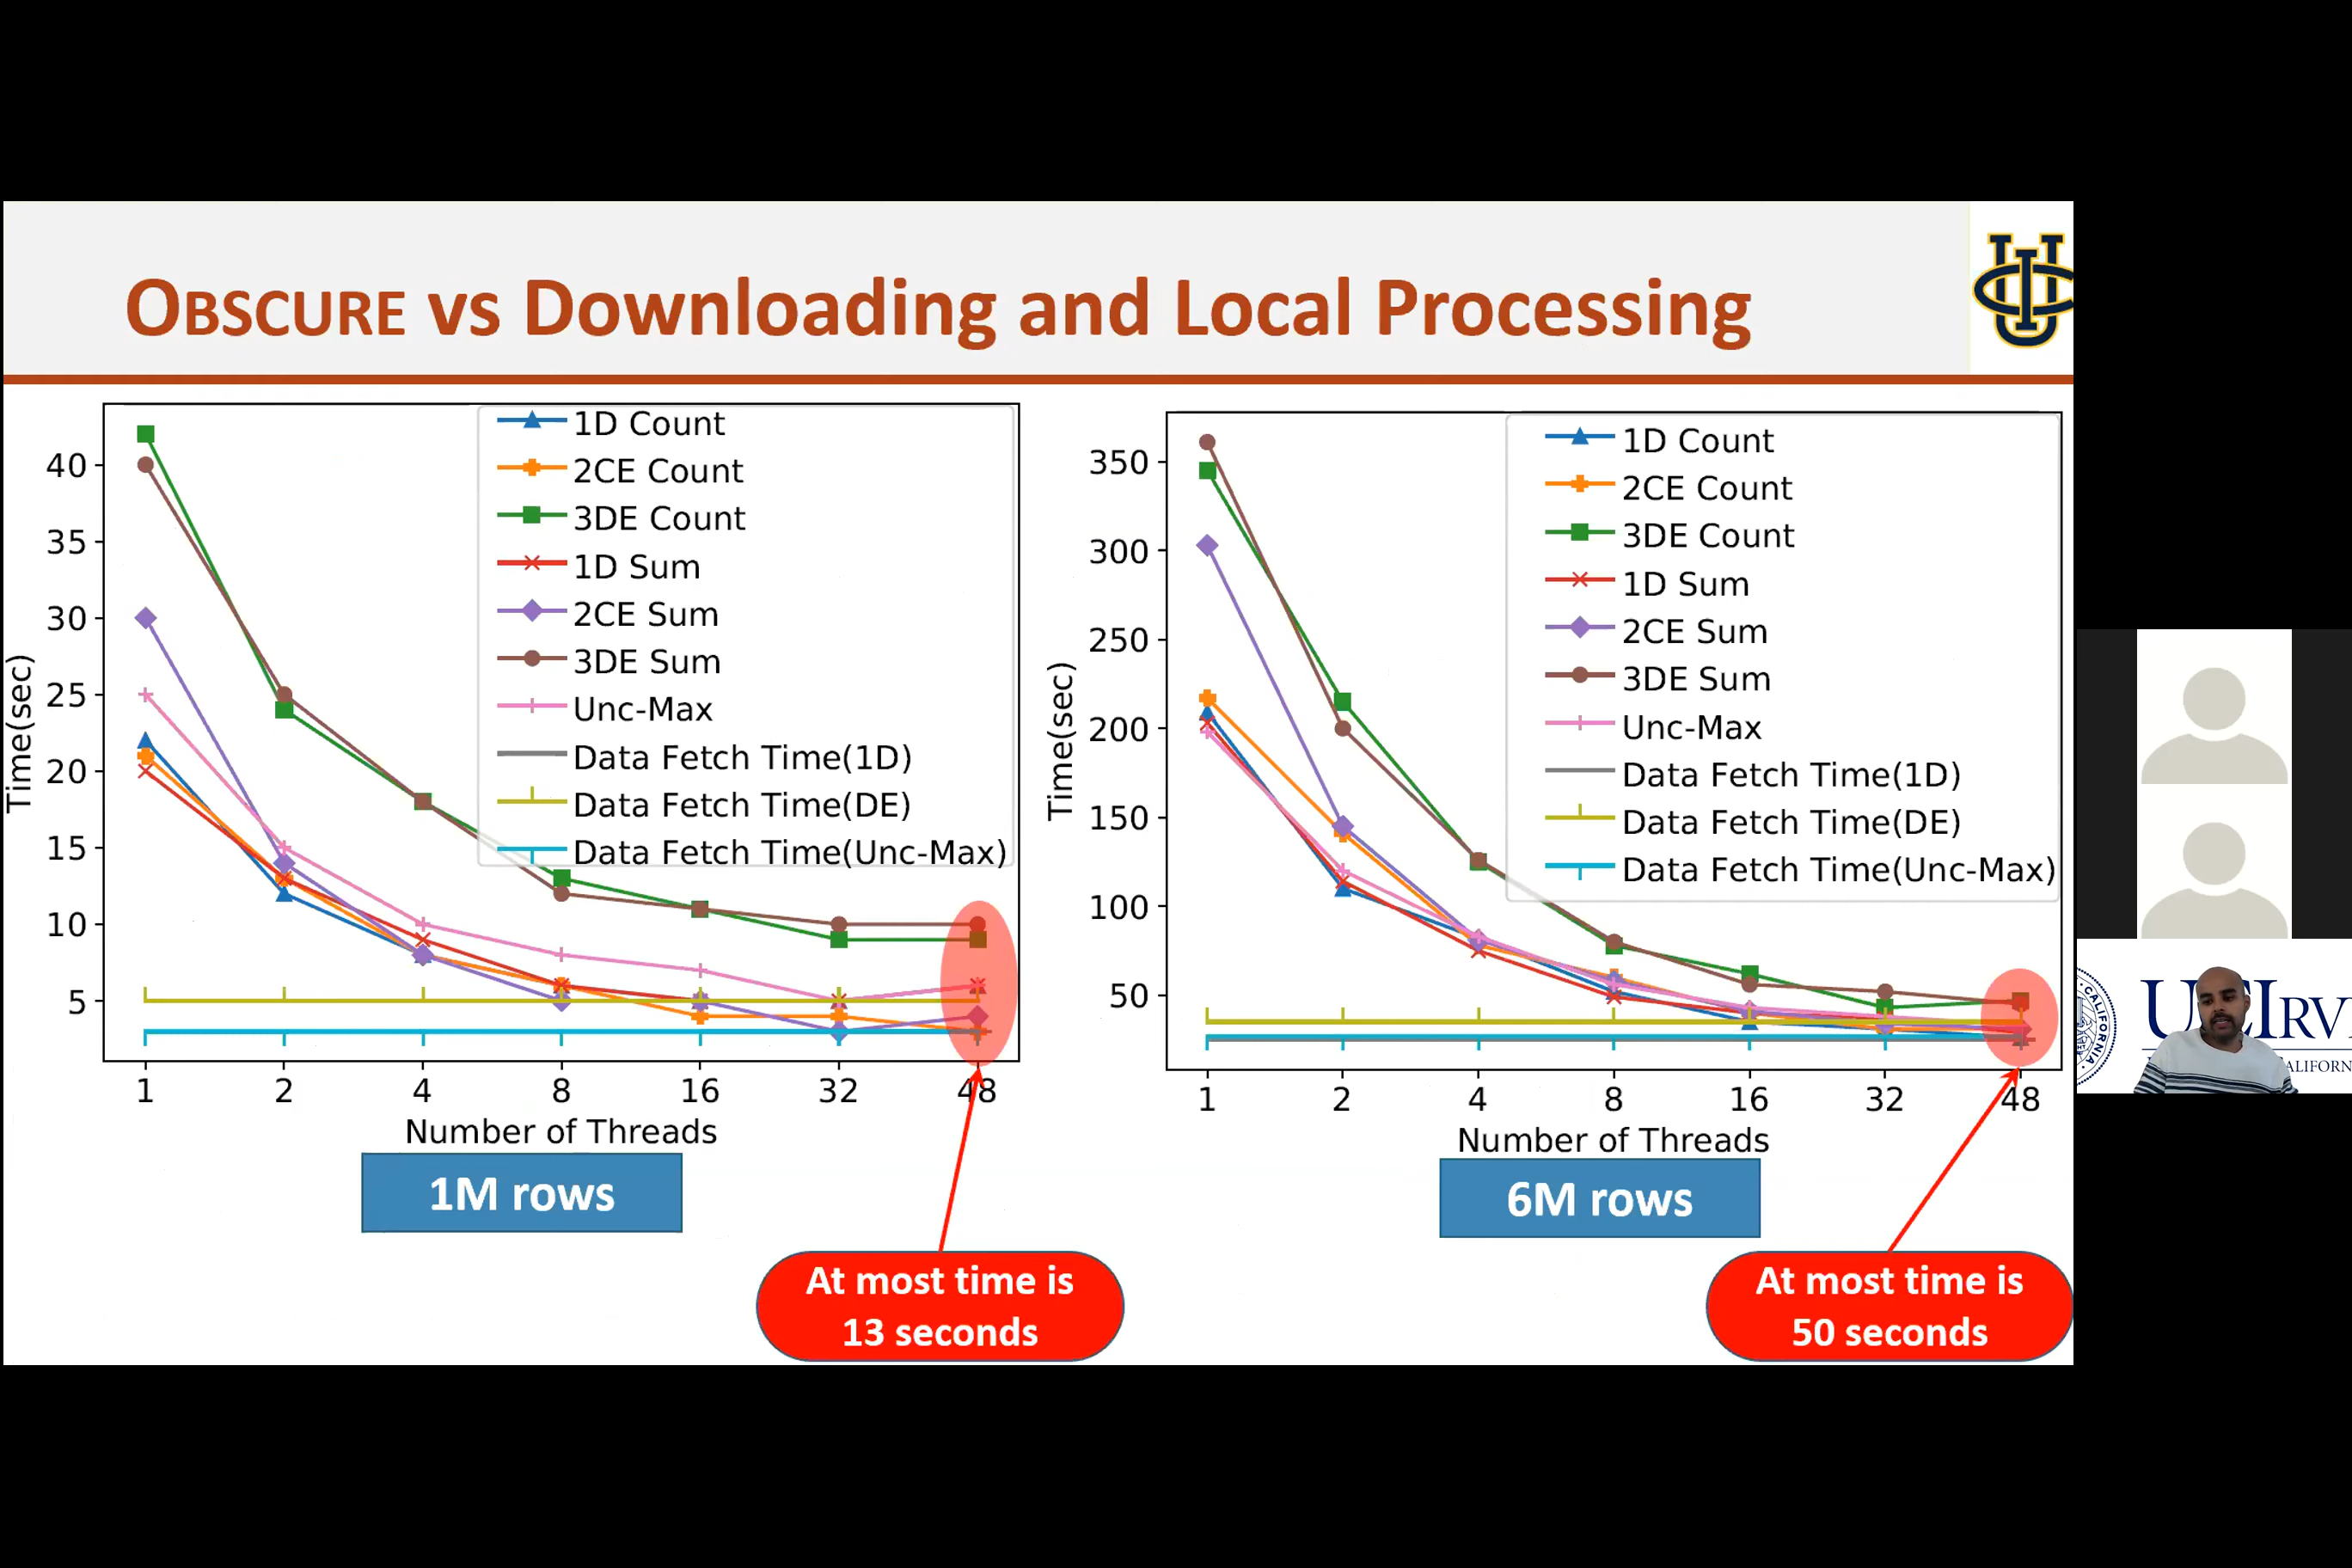 OBSCURE vs Downloading and Local Processing
1D Count
2CE Count
3DE Count
1D Sum
2CE Sum
3DE Sum
Unc-Max
Data Fetch Time(1D)
Data Fetch Time(DE)
Data Fetch Time(Unc-Max)
40
35
30
25
20
15
10
5
Time(sec)
1 2 4 8 16 32 48
Number of Threads
1M rows
At most time is
13 seconds
1D Count
2CE Count
3DE Count
1D Sum
2CE Sum
3DE Sum
Unc-Max
Data Fetch Time(1D)
Data Fetch Time(DE)
Data Fetch Time(Unc-Max)
350
300
250
200
150
100
50
Time(sec)
1 2 4 8 16 32 48
Number of Threads
6M rows
At most time is
50 seconds
CALIFORNIA